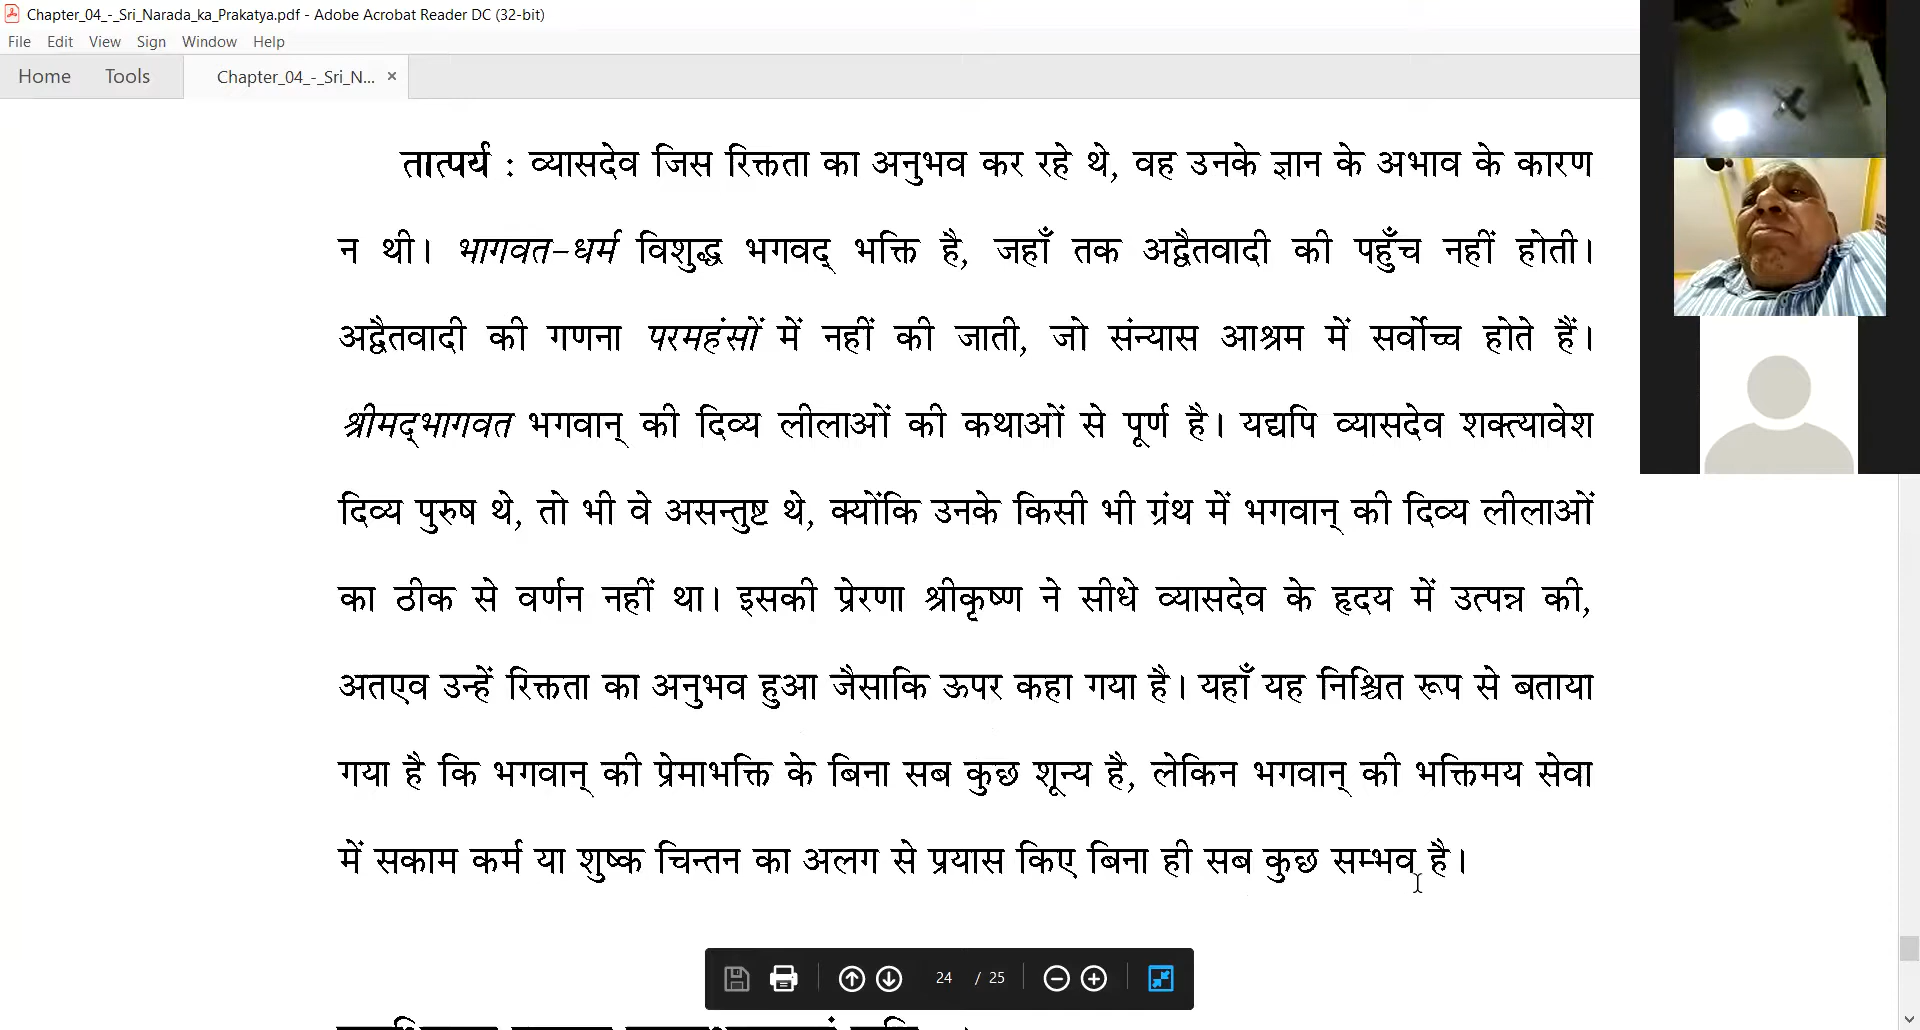 Chapter_04_-_Sri_Narada_ka_Prakatya.pdf - Adobe Acrobat Reader DC (32-bit)
File Edit View Sign Window Help
Home Tools Chapter_04_-_Sri_N... ×
तात्पर्य : व्यासदेव जिस रिक्तता का अनुभव कर रहे थे, वह उनके ज्ञान के अभाव के कारण
न थी। भागवत-धर्म विशुद्ध भगवद् भक्ति है, जहाँ तक अद्वैतवादी की पहुँच नहीं होती।
अद्वैतवादी की गणना परमहंसों में नहीं की जाती, जो संन्यास आश्रम में सर्वोच्च होते हैं।
श्रीमद्भागवत भगवान् की दिव्य लीलाओं की कथाओं से पूर्ण है। यद्यपि व्यासदेव शक्त्यावेश
दिव्य पुरुष थे, तो भी वे असन्तुष्ट थे, क्योंकि उनके किसी भी ग्रंथ में भगवान् की दिव्य लीलाओं
का ठीक से वर्णन नहीं था। इसकी प्रेरणा श्रीकृष्ण ने सीधे व्यासदेव के हृदय में उत्पन्न की,
अतएव उन्हें रिक्तता का अनुभव हुआ जैसाकि ऊपर कहा गया है। यहाँ यह निश्चित रूप से बताया
गया है कि भगवान् की प्रेमाभक्ति के बिना सब कुछ शून्य है, लेकिन भगवान् की भक्तिमय सेवा
में सकाम कर्म या शुष्क चिन्तन का अलग से प्रयास किए बिना ही सब कुछ सम्भव है।
24 / 25